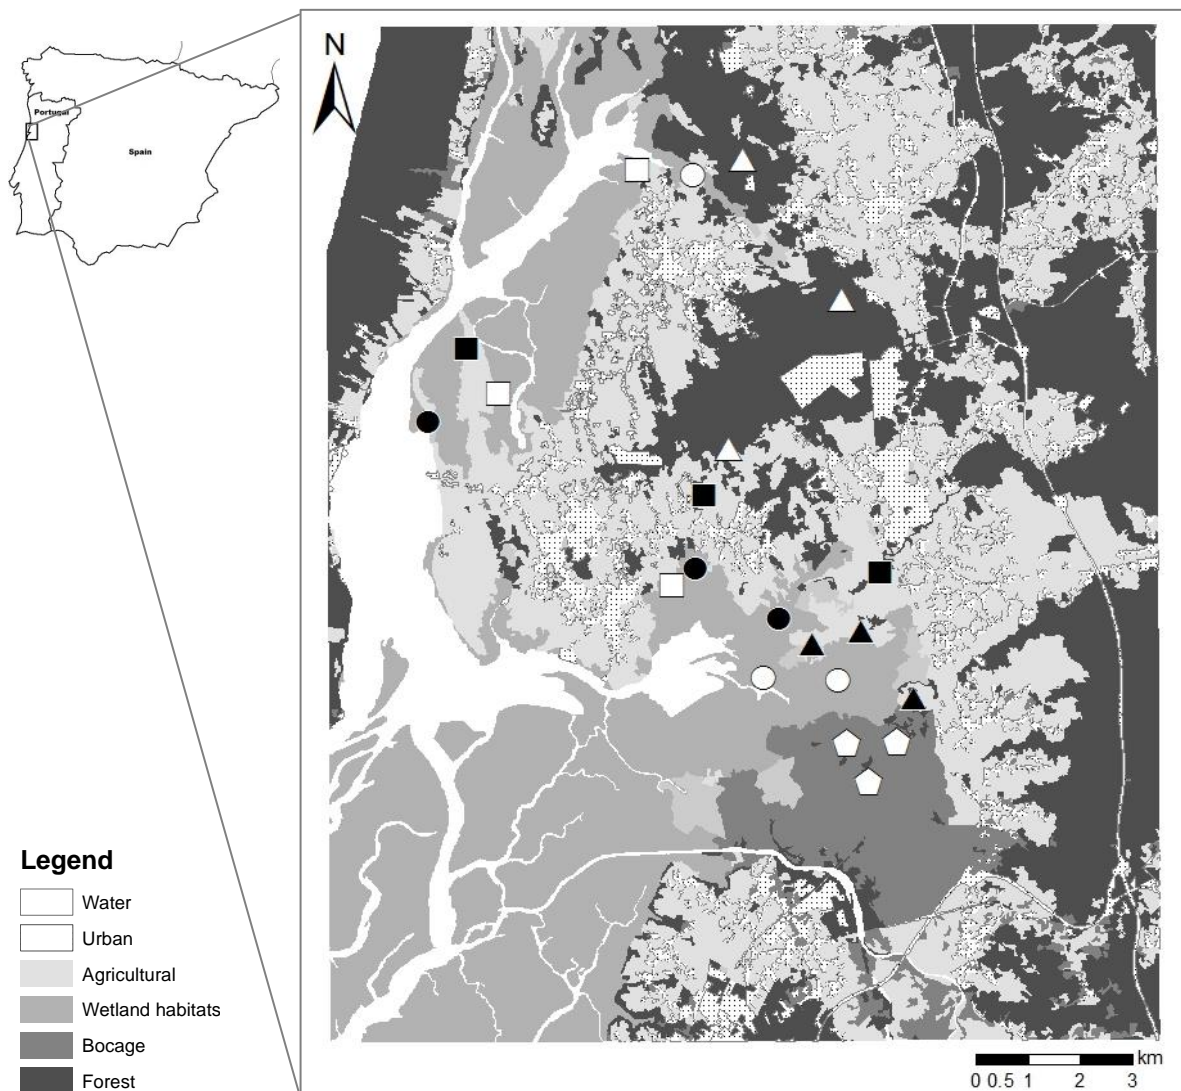 N
Portugal
Spain
Legend
Water
Urban
Agricultural
Wetland habitats
Bocage
Forest
km
0 0.5 1 2 3